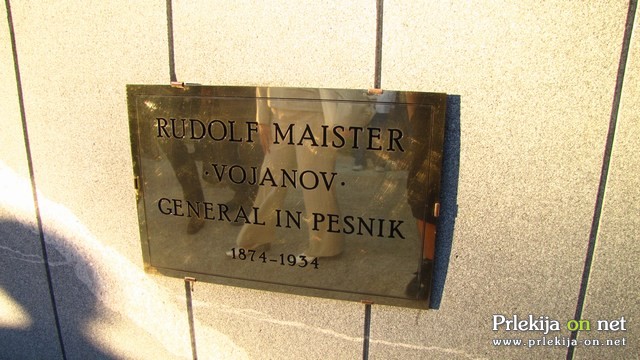 RUDOLF MAISTER
·VOJANOV·
GENERAL IN PESNIK
1874-1934
Prlekija on net
www.prlekija-on.net